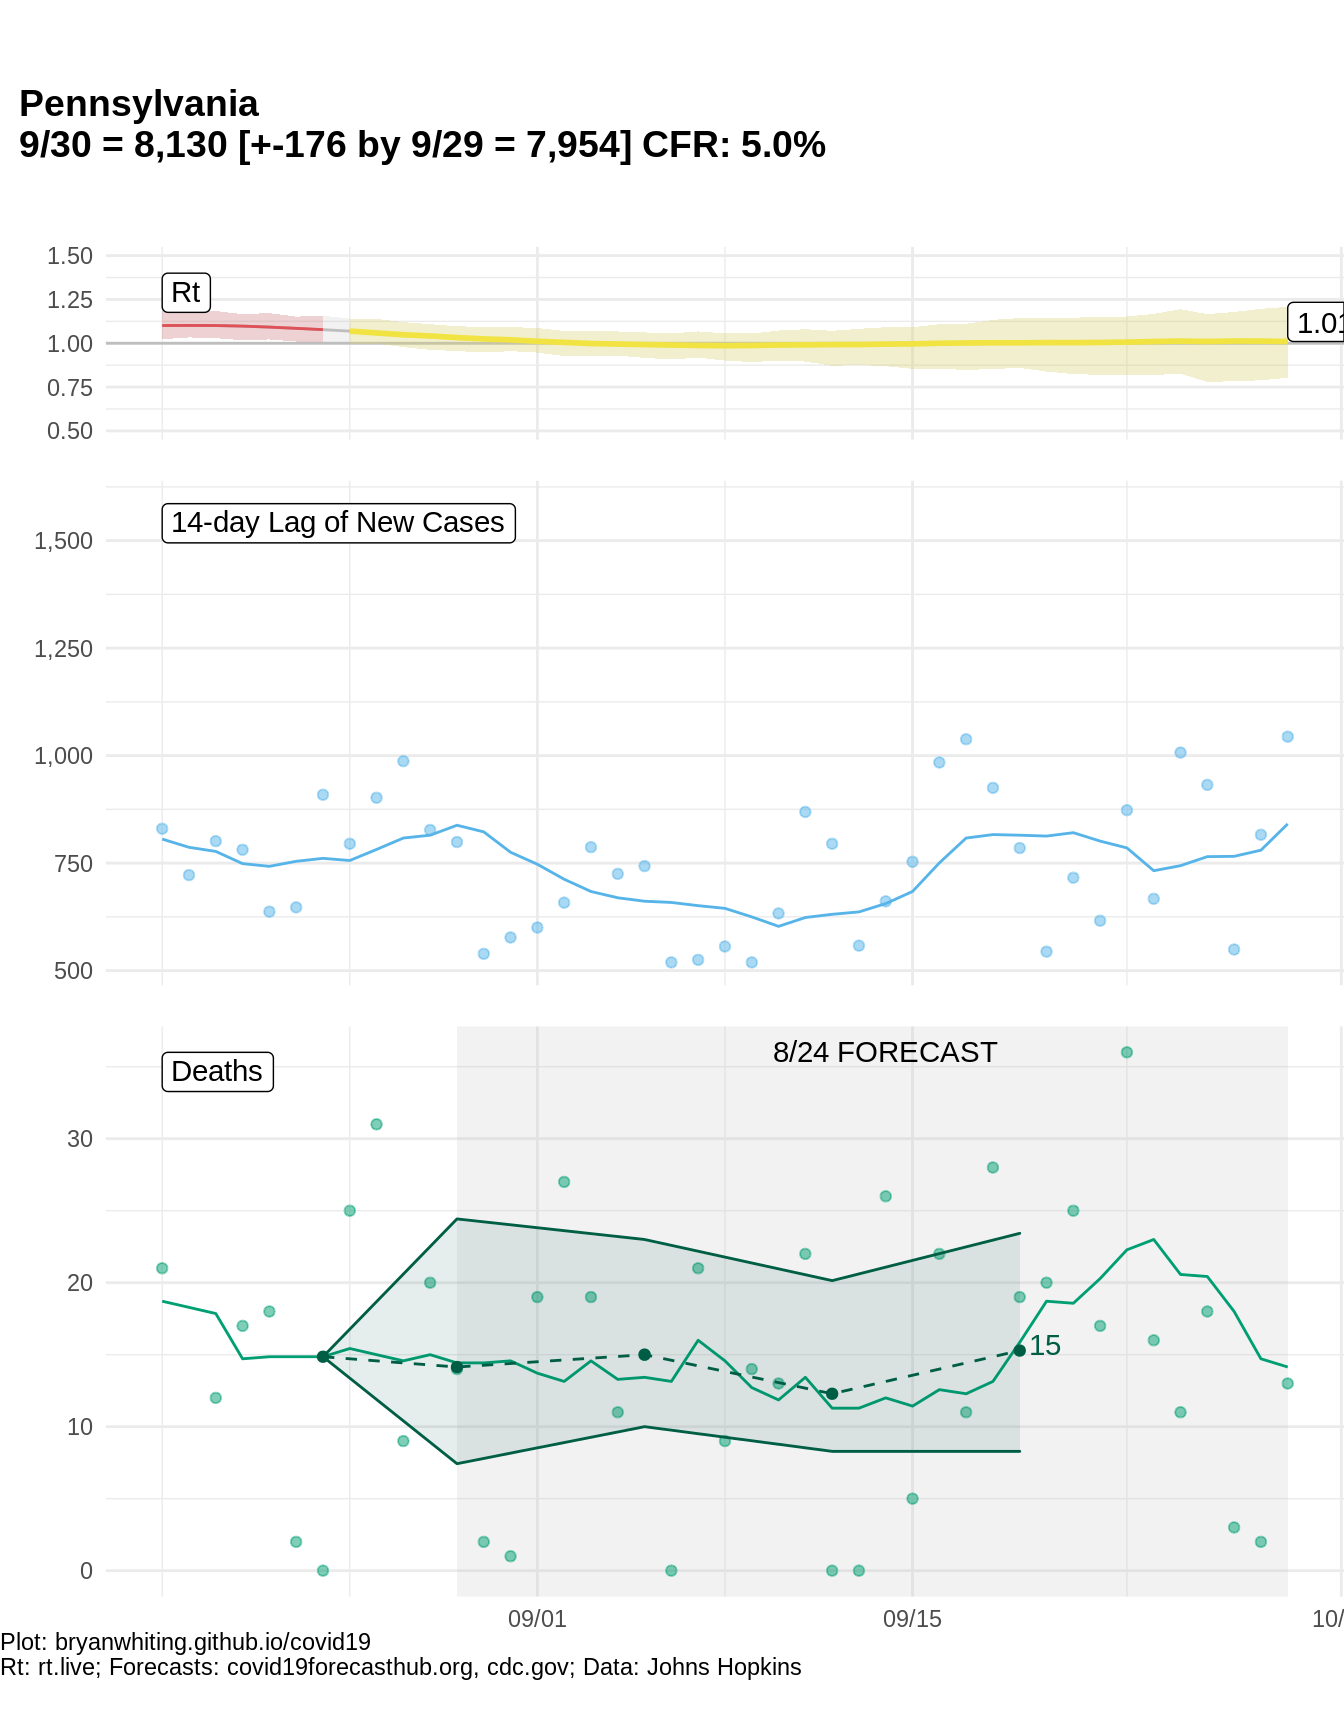 Pennsylvania
9/30 = 8,130 [+-176 by 9/29 = 7,954] CFR: 5.0%
1.50
1.25
1.00
0.75
0.50
Rt
1.01
14-day Lag of New Cases
1,500
1,250
1,000
750
500
8/24 FORECAST
Deaths
30
20
10
0
15
09/01
09/15
10/
Plot: bryanwhiting.github.io/covid19
Rt: rt.live; Forecasts: covid19forecasthub.org, cdc.gov; Data: Johns Hopkins